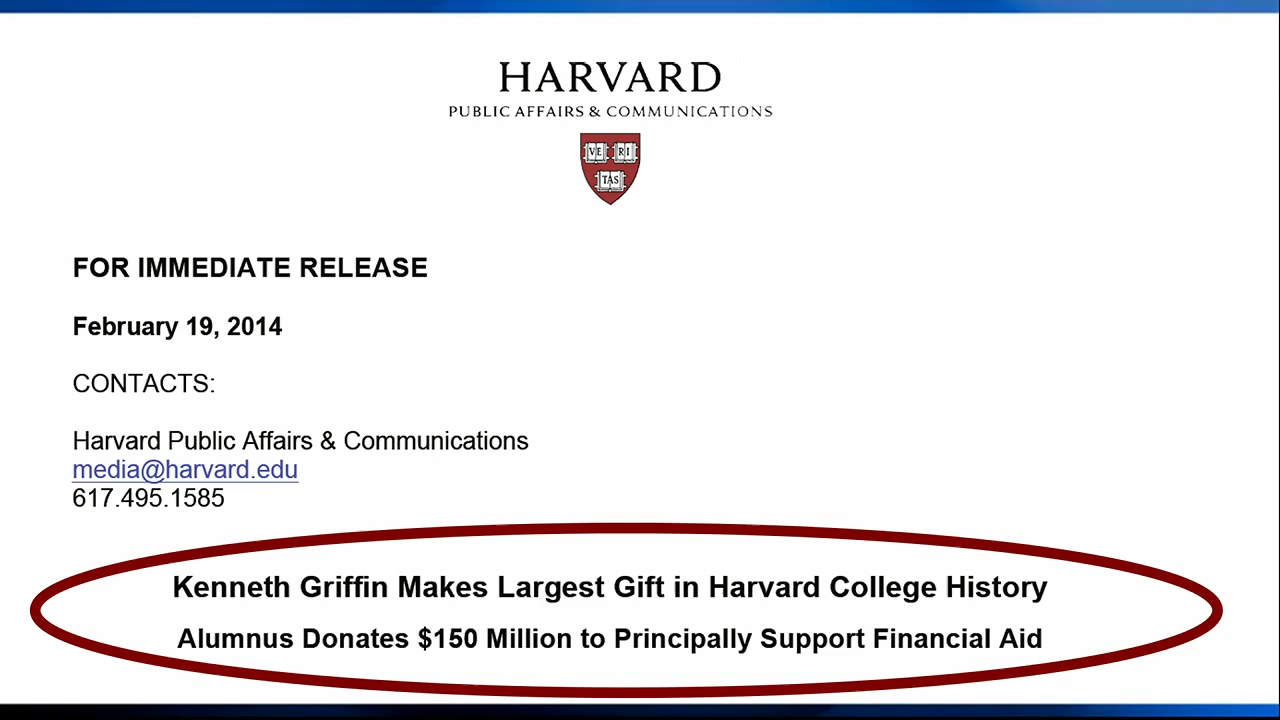 HARVARD
PUBLIC AFFAIRS & COMMUNICATIONS
VE RI
TAS
FOR IMMEDIATE RELEASE
February 19, 2014
CONTACTS:
Harvard Public Affairs & Communications
media@harvard.edu
617.495.1585
Kenneth Griffin Makes Largest Gift in Harvard College History
Alumnus Donates $150 Million to Principally Support Financial Aid